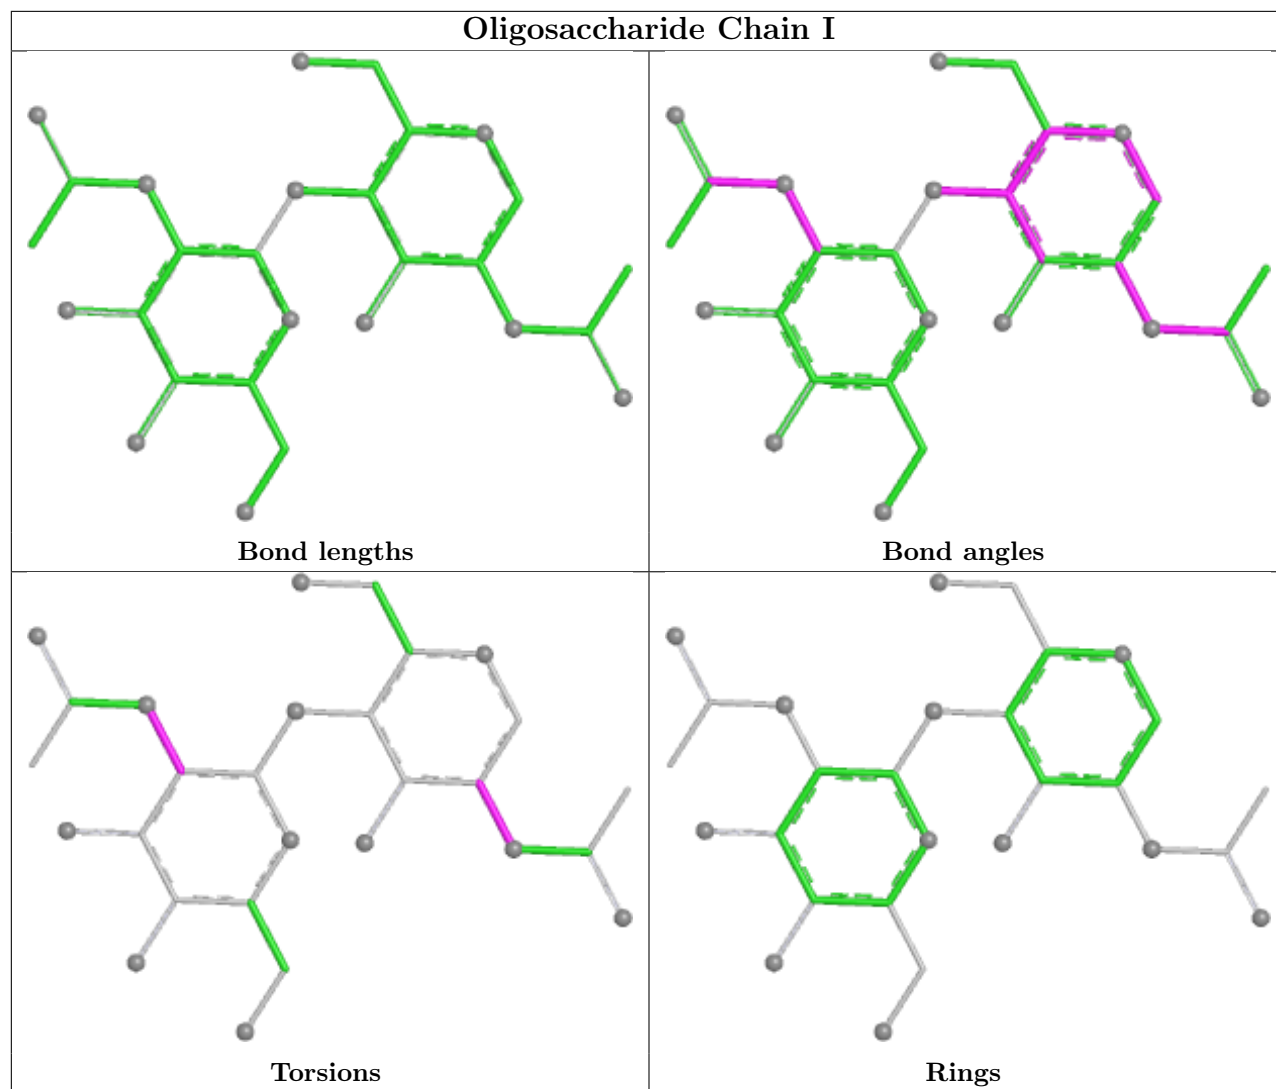 Oligosaccharide Chain I
Bond lengths
Bond angles
Torsions
Rings